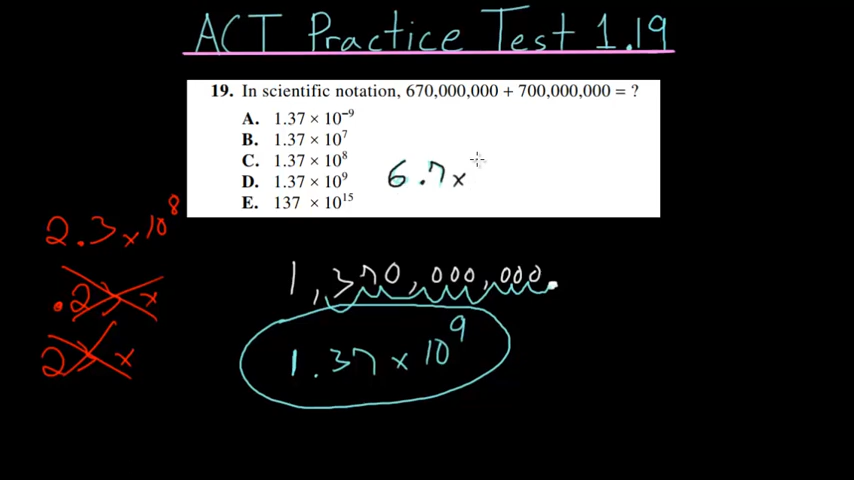 ACT Practice Test 1.19
19. In scientific notation, 670,000,000 + 700,000,000 = ?
A. 1.37 × 10⁻⁹
B. 1.37 × 10⁷
C. 1.37 × 10⁸
D. 1.37 × 10⁹
E. 137 × 10¹⁵
6.7 x
2.3 x 10⁸
.23 x
23 x
1,370,000,000.
1.37 x 10⁹